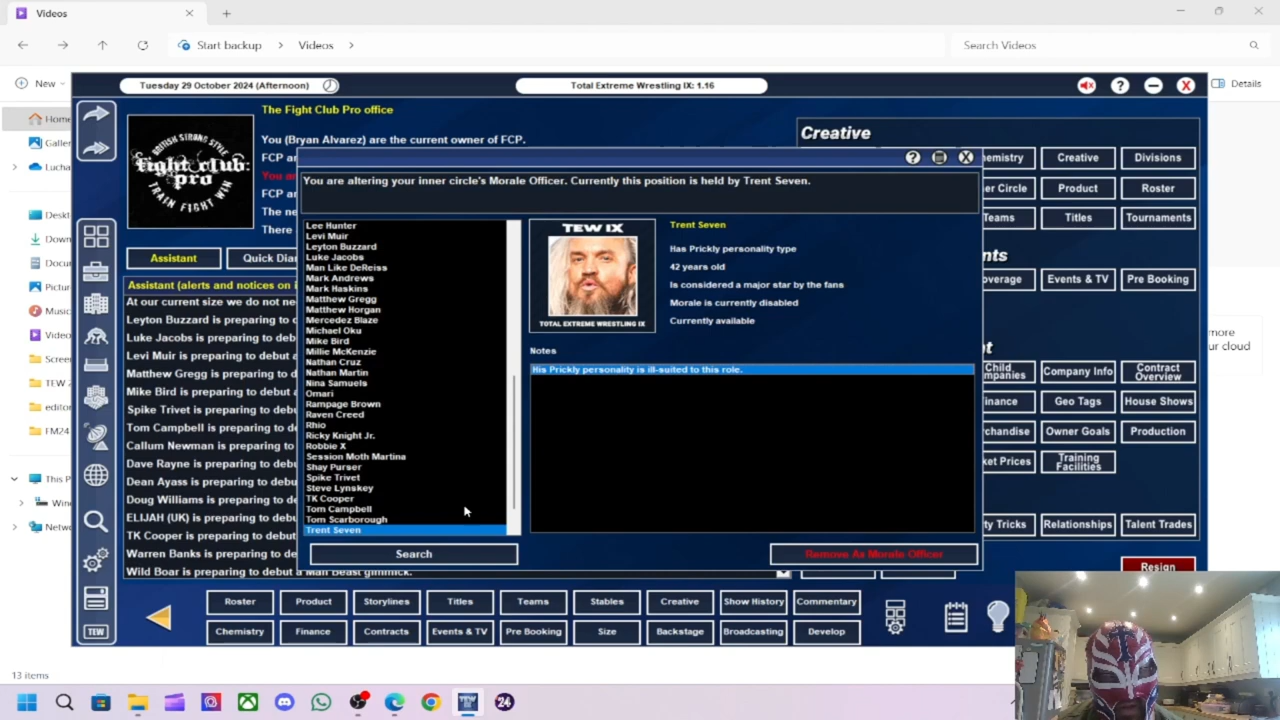 Videos
Start backup
Videos
Search Videos
New
Details
Tuesday 29 October 2024 (Afternoon)
Total Extreme Wrestling IX: 1.16
The Fight Club Pro office
You (Bryan Alvarez) are the current owner of FCP.
BRITISH STRONG STYLE
fight club:
pro
TRAIN FIGHT WIN
Creative
Creative
Divisions
Product
Roster
Teams
Titles
Tournaments
Events & TV
Pre Booking
Child
Company Info
Contract
Overview
Geo Tags
House Shows
Owner Goals
Production
Training
Facilities
Relationships
Talent Trades
Resign
You are altering your inner circle's Morale Officer. Currently this position is held by Trent Seven.
Lee Hunter
Levi Muir
Leyton Buzzard
Luke Jacobs
Man Like DeReiss
Mark Andrews
Mark Haskins
Matthew Gregg
Matthew Horgan
Mercedez Blaze
Michael Oku
Mike Bird
Millie McKenzie
Nathan Cruz
Nathan Martin
Nina Samuels
Omari
Rampage Brown
Raven Creed
Rhio
Ricky Knight Jr.
Robbie X
Session Moth Martina
Shay Purser
Spike Trivet
Steve Lynskey
TK Cooper
Tom Campbell
Tom Scarborough
Trent Seven
Search
TEW IX
TOTAL EXTREME WRESTLING IX
Trent Seven
Has Prickly personality type
42 years old
Is considered a major star by the fans
Morale is currently disabled
Currently available
Notes
His Prickly personality is ill-suited to this role.
Remove As Morale Officer
Assistant
Quick
Assistant (alerts and notices on
At our current size we do not
Leyton Buzzard is preparing to
Luke Jacobs is preparing to
Levi Muir is preparing to debut
Matthew Gregg is preparing to
Mike Bird is preparing to debut
Spike Trivet is preparing to
Tom Campbell is preparing to
Callum Newman is preparing to
Dave Rayne is preparing to
Dean Ayass is preparing to
Doug Williams is preparing to
ELIJAH (UK) is preparing to
TK Cooper is preparing to
Warren Banks is preparing to
Wild Boar is preparing to debut a Man Beast gimmick.
Roster
Product
Storylines
Titles
Teams
Stables
Creative
Show History
Commentary
Chemistry
Finance
Contracts
Events & TV
Pre Booking
Size
Backstage
Broadcasting
Develop
TEW
13 items
24